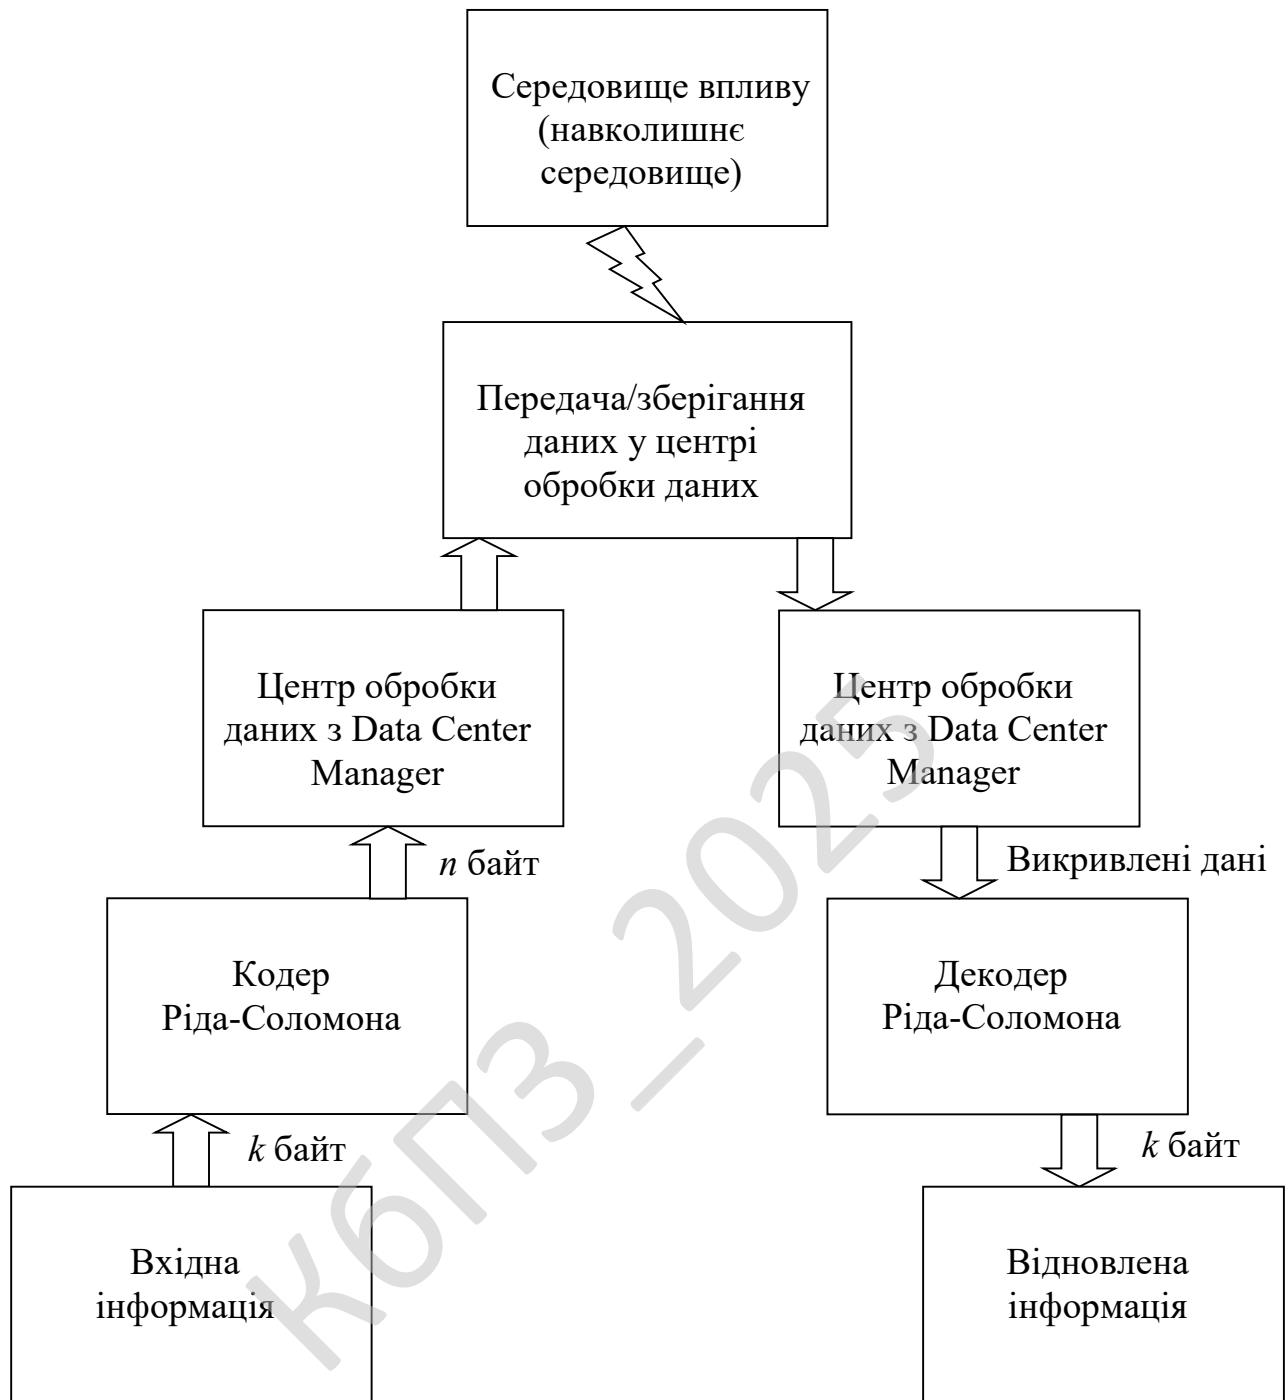 Середовище впливу
(навколишнє
середовище)
Передача/зберігання
даних у центрі
обробки даних
Центр обробки
даних з Data Center
Manager
Центр обробки
даних з Data Center
Manager
n байт
Викривлені дані
Кодер
Ріда-Соломона
Декодер
Ріда-Соломона
k байт
k байт
Вхідна
інформація
Відновлена
інформація
КбПЗ_2025